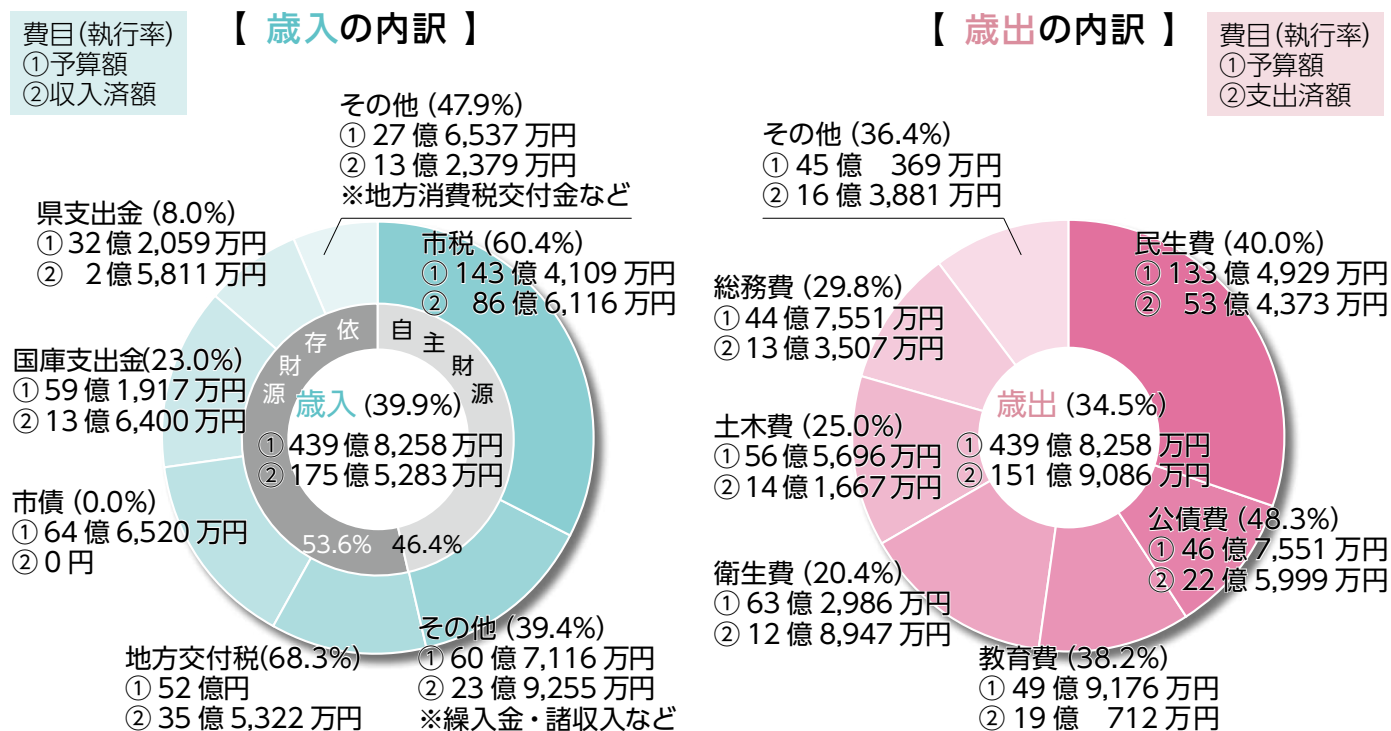 【 歳入の内訳 】
費目(執行率)
①予算額
②収入済額
その他 (47.9%)
① 27 億 6,537 万円
② 13 億 2,379 万円
※地方消費税交付金など
県支出金 (8.0%)
① 32 億 2,059 万円
② 2 億 5,811 万円
市税 (60.4%)
① 143 億 4,109 万円
② 86 億 6,116 万円
国庫支出金(23.0%)
① 59 億 1,917 万円
② 13 億 6,400 万円
依存財源
自主財源
歳入 (39.9%)
① 439 億 8,258 万円
② 175 億 5,283 万円
53.6%
46.4%
市債 (0.0%)
① 64 億 6,520 万円
② 0 円
地方交付税(68.3%)
① 52 億円
② 35 億 5,322 万円
その他 (39.4%)
① 60 億 7,116 万円
② 23 億 9,255 万円
※繰入金・諸収入など
【 歳出の内訳 】
費目(執行率)
①予算額
②支出済額
その他 (36.4%)
① 45 億 369 万円
② 16 億 3,881 万円
民生費 (40.0%)
① 133 億 4,929 万円
② 53 億 4,373 万円
総務費 (29.8%)
① 44 億 7,551 万円
② 13 億 3,507 万円
土木費 (25.0%)
① 56 億 5,696 万円
② 14 億 1,667 万円
歳出 (34.5%)
① 439 億 8,258 万円
② 151 億 9,086 万円
公債費 (48.3%)
① 46 億 7,551 万円
② 22 億 5,999 万円
衛生費 (20.4%)
① 63 億 2,986 万円
② 12 億 8,947 万円
教育費 (38.2%)
① 49 億 9,176 万円
② 19 億 712 万円